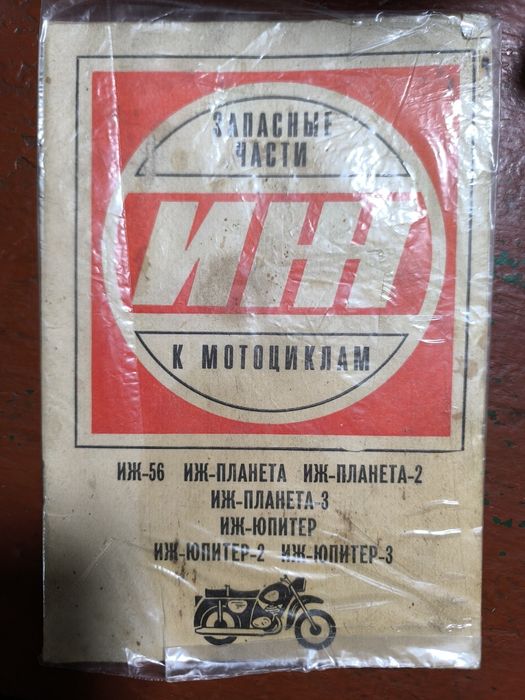 ЗАПАСНЫЕ
ЧАСТИ
ИЖ
К МОТОЦИКЛАМ
ИЖ-56 ИЖ-ПЛАНЕТА ИЖ-ПЛАНЕТА-2
ИЖ-ПЛАНЕТА-3
ИЖ-ЮПИТЕР
ИЖ-ЮПИТЕР-2 ИЖ-ЮПИТЕР-3